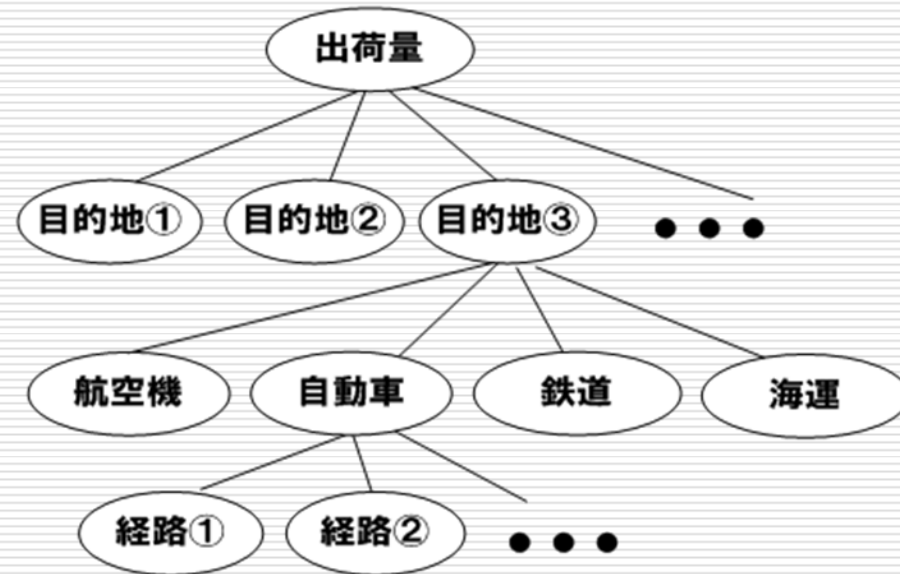 出荷量
目的地①
目的地②
目的地③
•••
航空機
自動車
鉄道
海運
経路①
経路②
•••